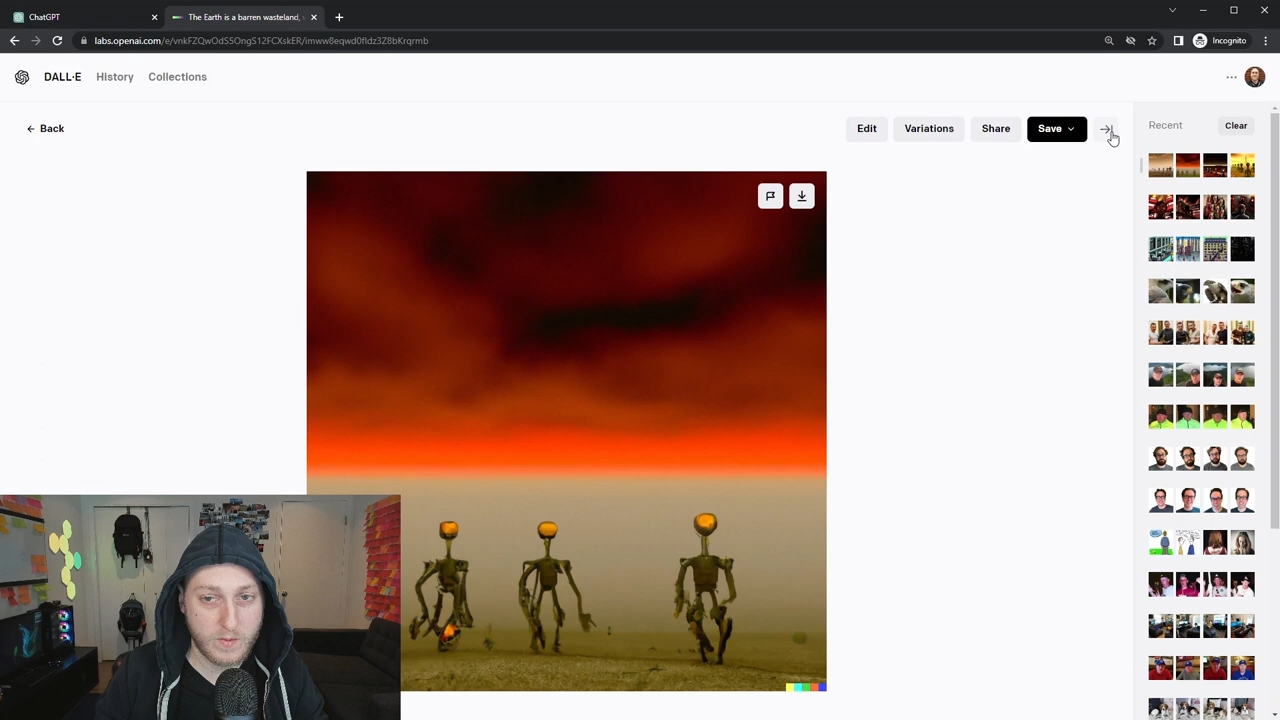 ChatGPT
The Earth is a barren wasteland,
labs.openai.com/e/vnkFZQwOdS5OngS12FCXskER/imww8eqwd0fldz3Z8bKrqrmb
Incognito
DALL·E
History
Collections
Back
Edit
Variations
Share
Save
Recent
Clear